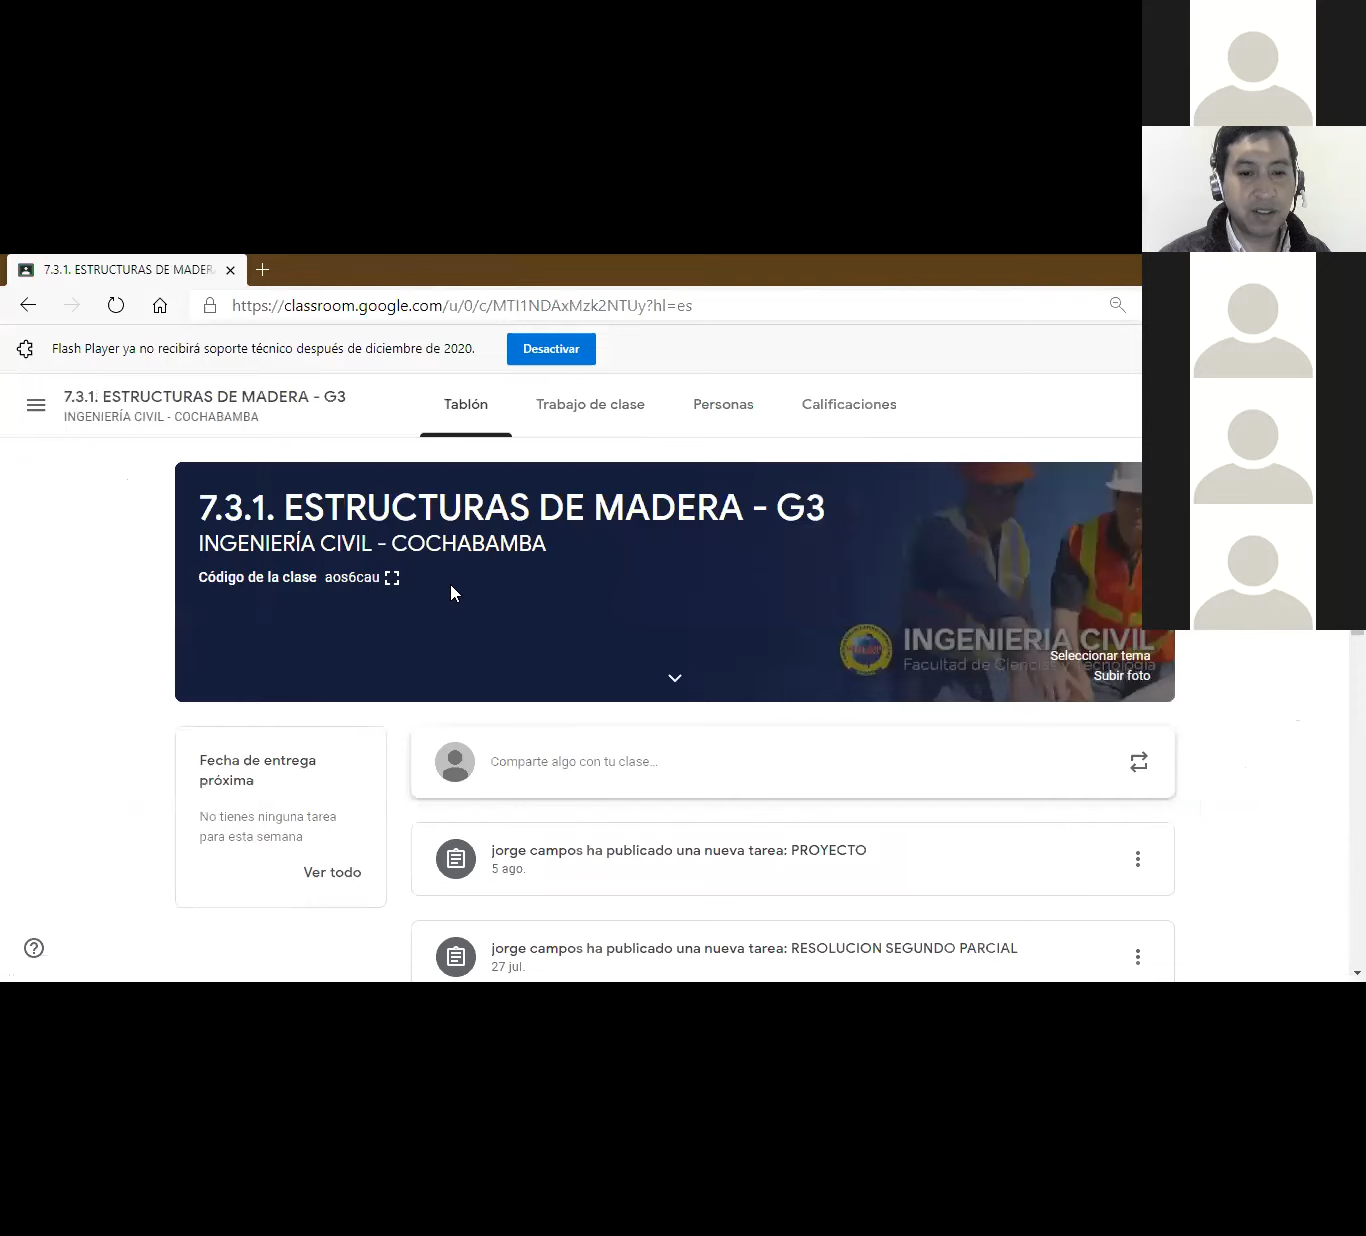 7.3.1. ESTRUCTURAS DE MADER
https://classroom.google.com/u/0/c/MTI1NDAxMzk2NTUy?hl=es
Flash Player ya no recibirá soporte técnico después de diciembre de 2020.
Desactivar
7.3.1. ESTRUCTURAS DE MADERA - G3
INGENIERÍA CIVIL - COCHABAMBA
Tablón
Trabajo de clase
Personas
Calificaciones
7.3.1. ESTRUCTURAS DE MADERA - G3
INGENIERÍA CIVIL - COCHABAMBA
Código de la clase aos6cau
INGENIERIA CIVIL
Facultad de Ciencias y Tecnología
Seleccionar tema
Subir foto
Fecha de entrega
próxima
No tienes ninguna tarea
para esta semana
Ver todo
Comparte algo con tu clase...
jorge campos ha publicado una nueva tarea: PROYECTO
5 ago.
jorge campos ha publicado una nueva tarea: RESOLUCION SEGUNDO PARCIAL
27 jul.